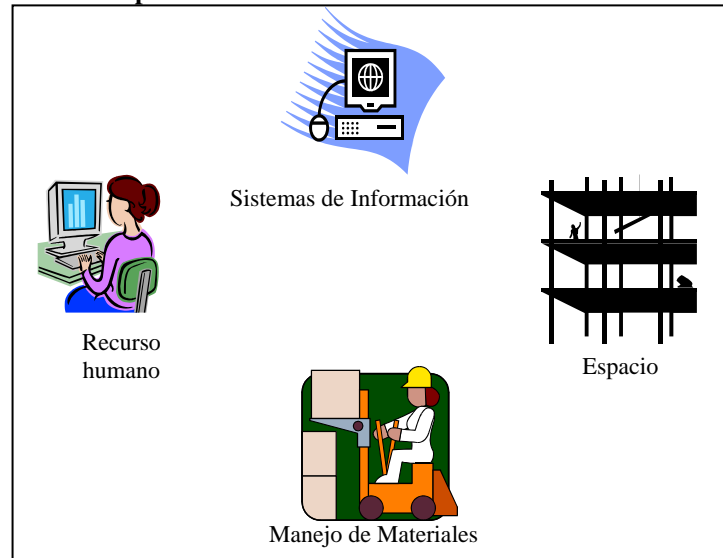 Sistemas de Información
Recurso
humano
Espacio
Manejo de Materiales